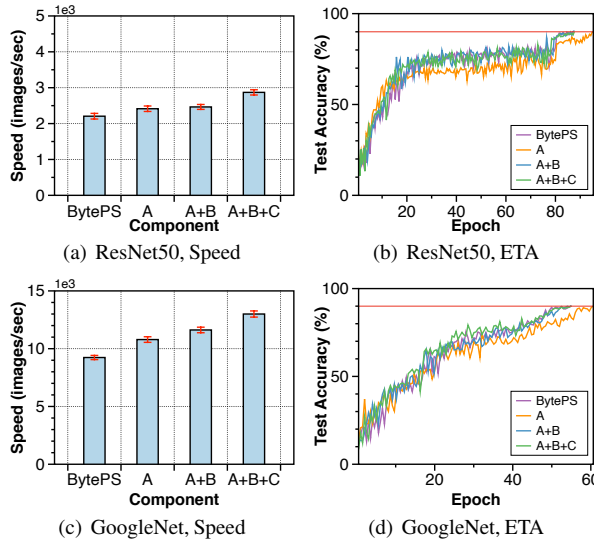 1e3
Speed (images/sec)
6
5
4
3
2
1
0
BytePS A A+B A+B+C
Component
(a) ResNet50, Speed
Test Accuracy (%)
100
50
0
BytePS
A
A+B
A+B+C
20 40 60 80
Epoch
(b) ResNet50, ETA
1e3
Speed (images/sec)
15
10
5
0
BytePS A A+B A+B+C
Component
(c) GoogleNet, Speed
Test Accuracy (%)
100
50
0
BytePS
A
A+B
A+B+C
20 40 60
Epoch
(d) GoogleNet, ETA